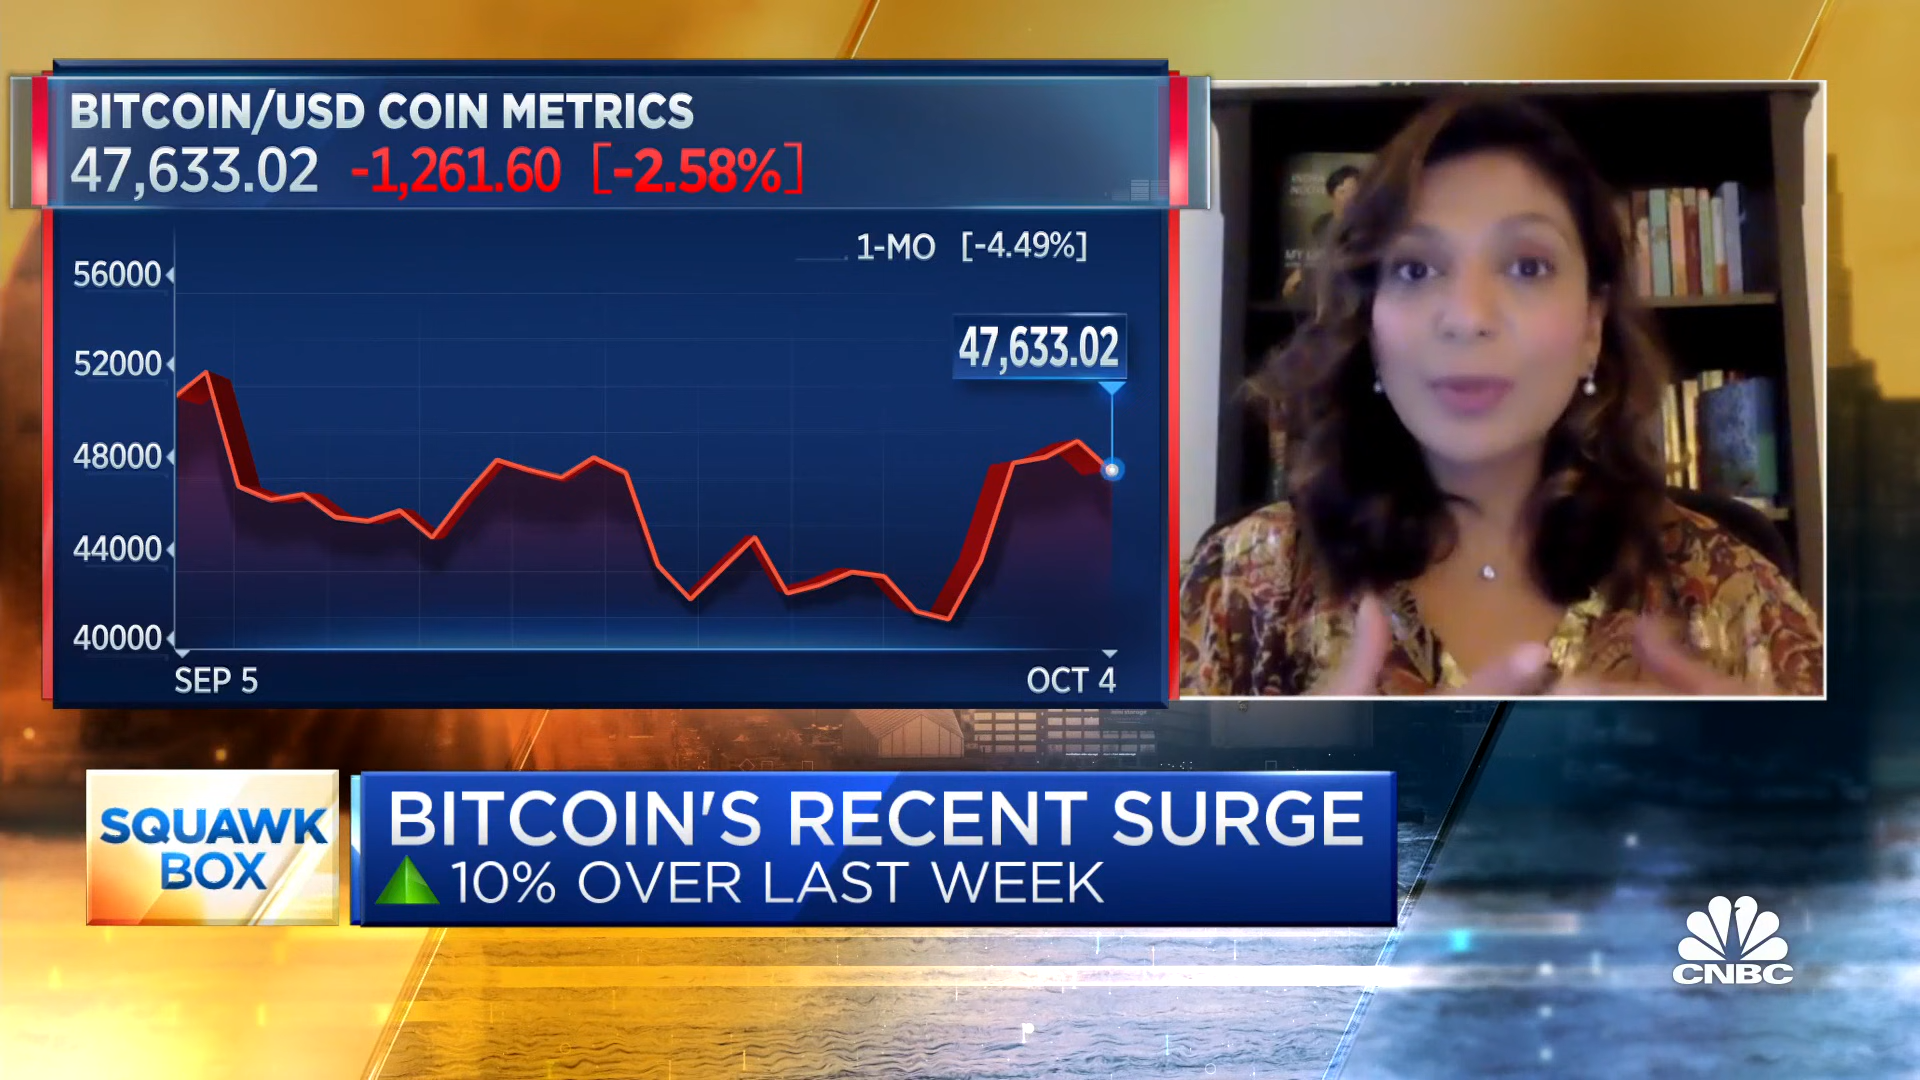 BITCOIN/USD COIN METRICS
47,633.02 -1,261.60 [-2.58%]
1-MO [-4.49%]
56000
52000
48000
44000
40000
47,633.02
SEP 5
OCT 4
SQUAWK
BOX
BITCOIN'S RECENT SURGE
10% OVER LAST WEEK
CNBC